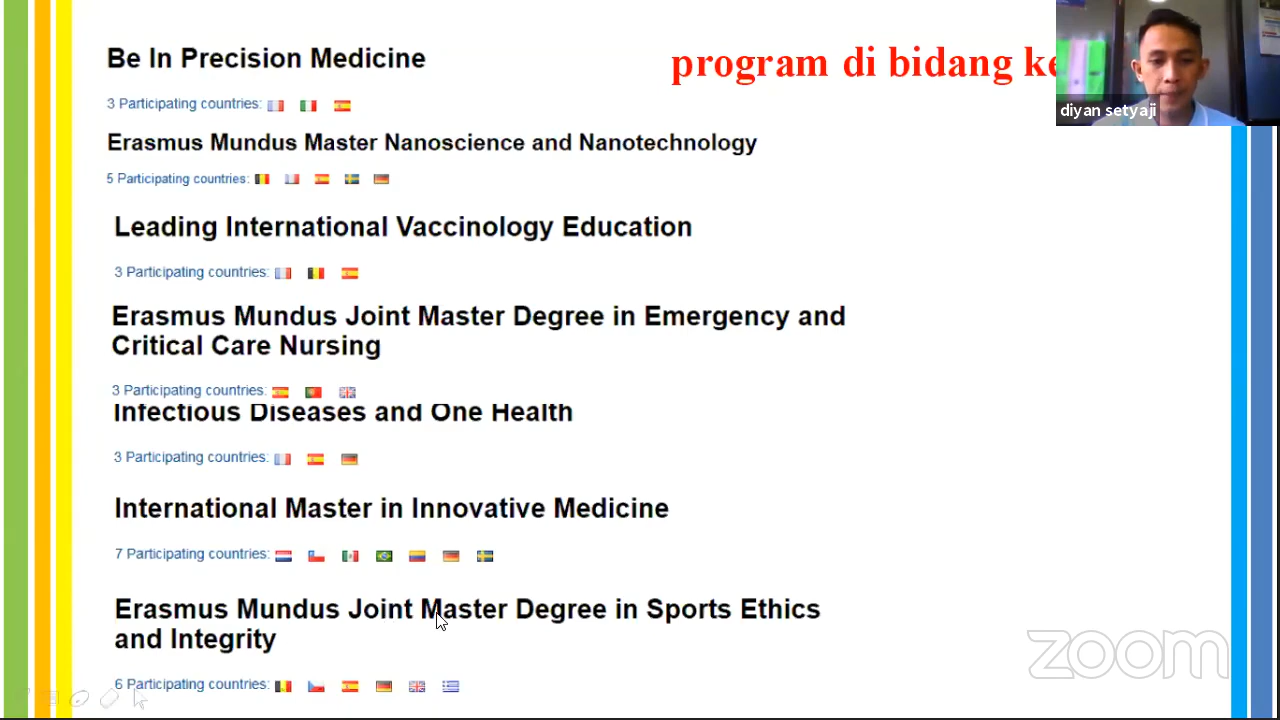 Be In Precision Medicine
program di bidang ke
diyan setyaji
3 Participating countries:
Erasmus Mundus Master Nanoscience and Nanotechnology
5 Participating countries:
Leading International Vaccinology Education
3 Participating countries:
Erasmus Mundus Joint Master Degree in Emergency and
Critical Care Nursing
3 Participating countries:
Infectious Diseases and One Health
3 Participating countries:
International Master in Innovative Medicine
7 Participating countries:
Erasmus Mundus Joint Master Degree in Sports Ethics
and Integrity
6 Participating countries:
zoom